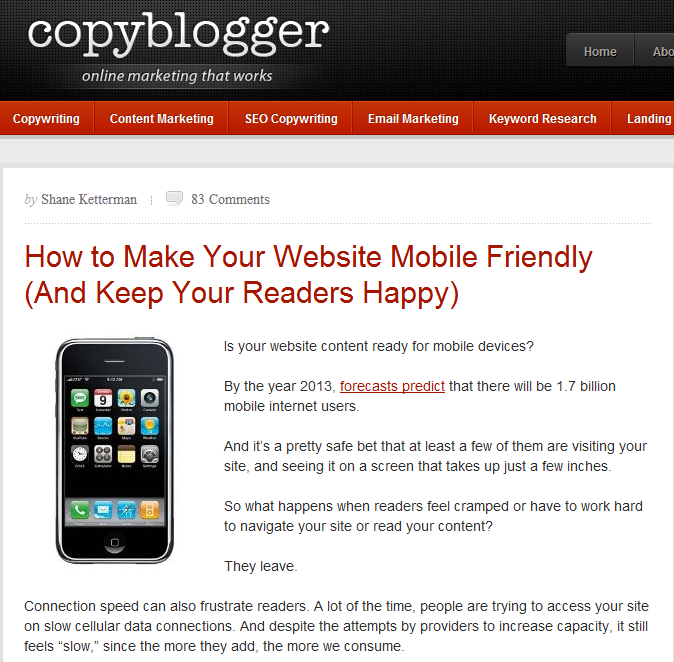 copyblogger
online marketing that works
Home
Abo
Copywriting
Content Marketing
SEO Copywriting
Email Marketing
Keyword Research
Landing
by Shane Ketterman
83 Comments
How to Make Your Website Mobile Friendly
(And Keep Your Readers Happy)
9:42 AM
9
Is your website content ready for mobile devices?
By the year 2013, forecasts predict that there will be 1.7 billion
mobile internet users.
And it's a pretty safe bet that at least a few of them are visiting your
site, and seeing it on a screen that takes up just a few inches.
So what happens when readers feel cramped or have to work hard
to navigate your site or read your content?
They leave.
Connection speed can also frustrate readers. A lot of the time, people are trying to access your site
on slow cellular data connections. And despite the attempts by providers to increase capacity, it still
feels “slow,” since the more they add, the more we consume.